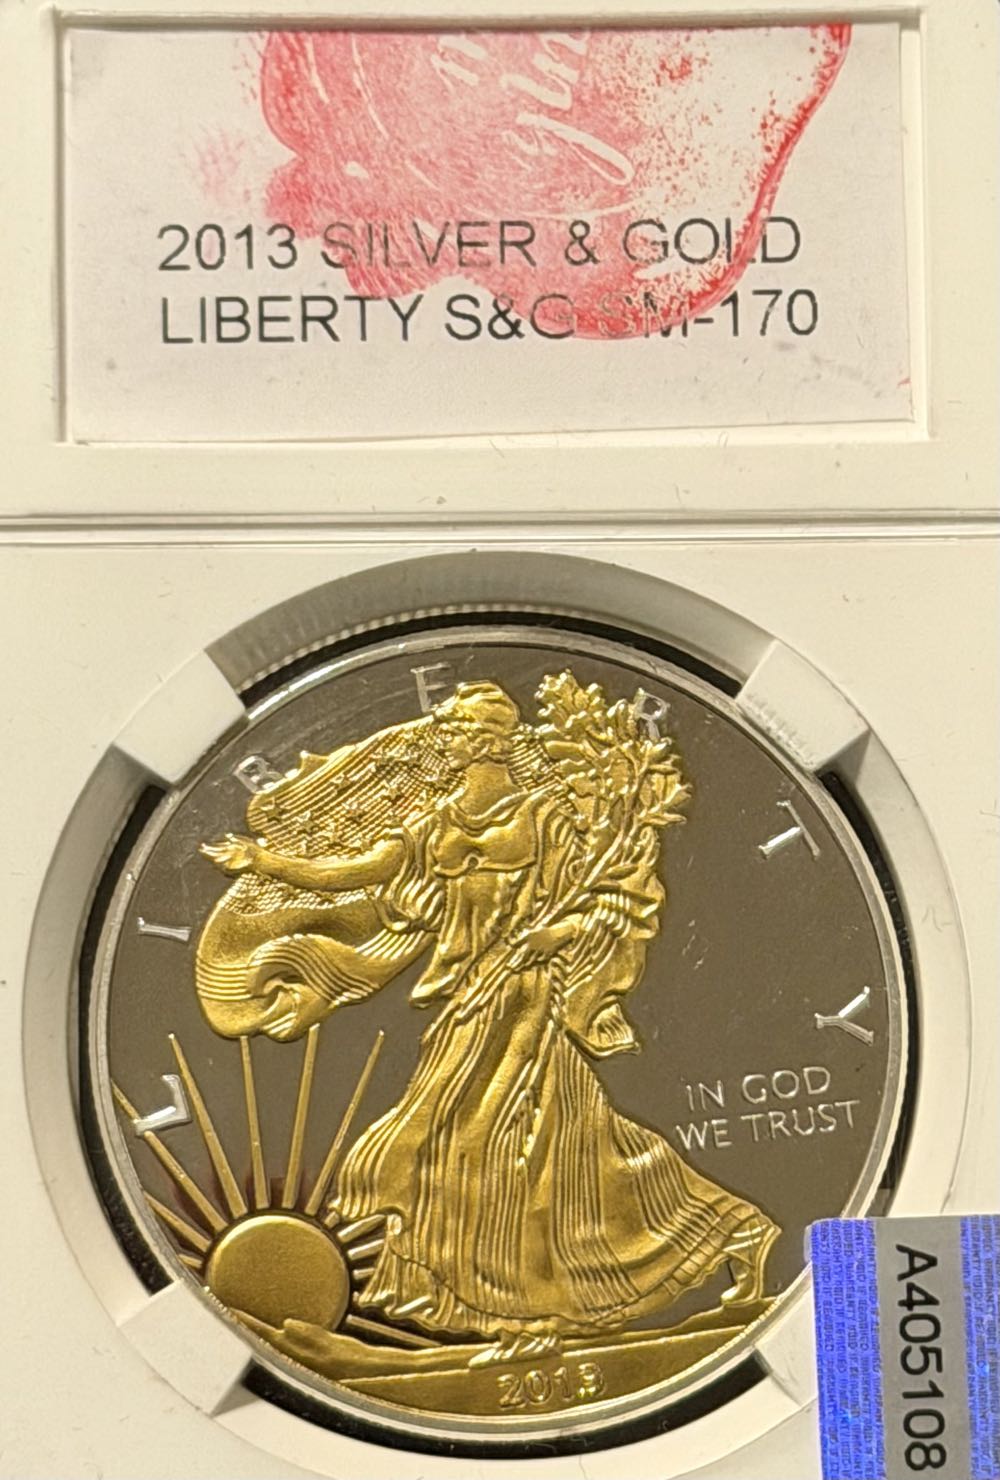 2013 SILVER & GOLD
LIBERTY S&G SM-170
LIBERTY
IN GOD
WE TRUST
2013
A405108